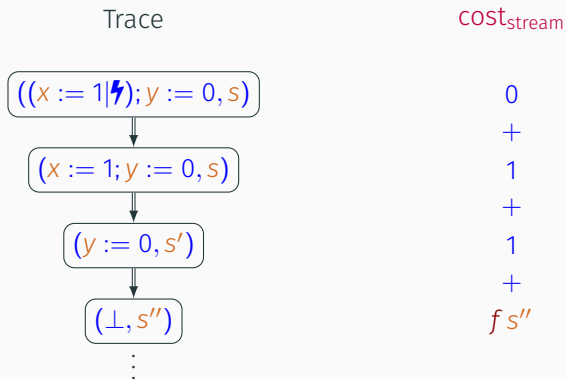 Trace cost_stream
((x := 1|↯); y := 0, s) 0
+
(x := 1; y := 0, s) 1
+
(y := 0, s′) 1
+
(⊥, s″) f s″
⋮